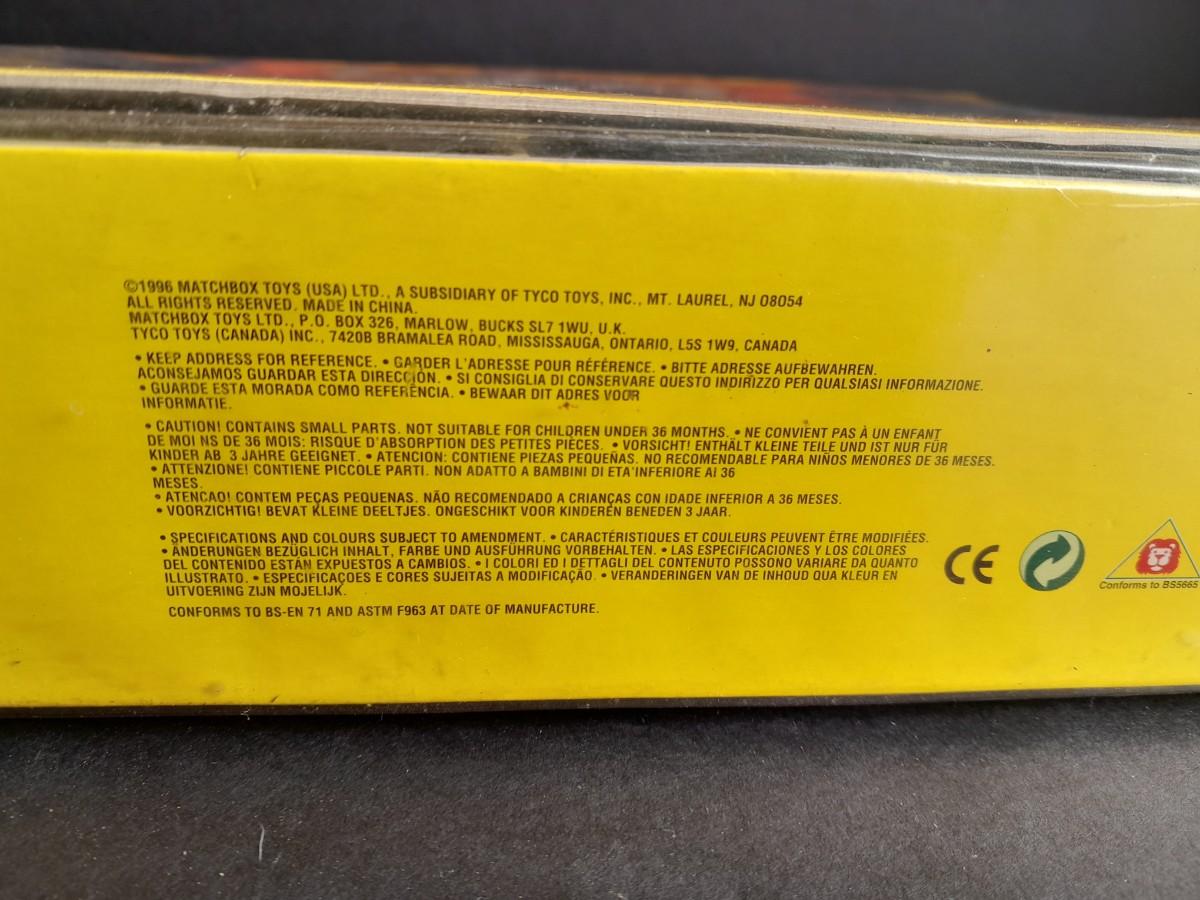 ©1996 MATCHBOX TOYS (USA) LTD., A SUBSIDIARY OF TYCO TOYS, INC., MT. LAUREL, NJ 08054
ALL RIGHTS RESERVED. MADE IN CHINA.
MATCHBOX TOYS LTD., P.O. BOX 326, MARLOW, BUCKS SL7 1WU, U.K.
TYCO TOYS (CANADA) INC., 7420B BRAMALEA ROAD, MISSISSAUGA, ONTARIO, L5S 1W9, CANADA
• KEEP ADDRESS FOR REFERENCE. • GARDER L'ADRESSE POUR RÉFÉRENCE. • BITTE ADRESSE AUFBEWAHREN.
ACONSEJAMOS GUARDAR ESTA DIRECCIÓN. • SI CONSIGLIA DI CONSERVARE QUESTO INDIRIZZO PER QUALSIASI INFORMAZIONE.
• GUARDE ESTA MORADA COMO REFERÊNCIA. • BEWAAR DIT ADRES VOOR
INFORMATIE.
• CAUTION! CONTAINS SMALL PARTS. NOT SUITABLE FOR CHILDREN UNDER 36 MONTHS. • NE CONVIENT PAS À UN ENFANT
DE MOI NS DE 36 MOIS: RISQUE D'ABSORPTION DES PETITES PIÈCES. • VORSICHT! ENTHÄLT KLEINE TEILE UND IST NUR FÜR
KINDER AB 3 JAHRE GEEIGNET. • ATENCION: CONTIENE PIEZAS PEQUEÑAS. NO RECOMENDABLE PARA NIÑOS MENORES DE 36 MESES.
• ATTENZIONE! CONTIENE PICCOLE PARTI. NON ADATTO A BAMBINI DI ETA'INFERIORE AI 36
MESES.
• ATENCAO! CONTEM PEÇAS PEQUENAS. NÃO RECOMENDADO A CRIANÇAS CON IDADE INFERIOR A 36 MESES.
• VOORZICHTIG! BEVAT KLEINE DEELTJES. ONGESCHIKT VOOR KINDEREN BENEDEN 3 JAAR.
• SPECIFICATIONS AND COLOURS SUBJECT TO AMENDMENT. • CARACTÉRISTIQUES ET COULEURS PEUVENT ÊTRE MODIFIÉES.
• ÄNDERUNGEN BEZÜGLICH INHALT, FARBE UND AUSFÜHRUNG VORBEHALTEN. • LAS ESPECIFICACIONES Y LOS COLORES
DEL CONTENIDO ESTÁN EXPUESTOS A CAMBIOS. • I COLORI ED I DETTAGLI DEL CONTENUTO POSSONO VARIARE DA QUANTO
ILLUSTRATO. • ESPECIFICAÇOES E CORES SUJEITAS A MODIFICAÇÃO. • VERANDERINGEN VAN DE INHOUD QUA KLEUR EN
UITVOERING ZIJN MOJELIJK.
CONFORMS TO BS-EN 71 AND ASTM F963 AT DATE OF MANUFACTURE.
CE
Conforms to BS5665